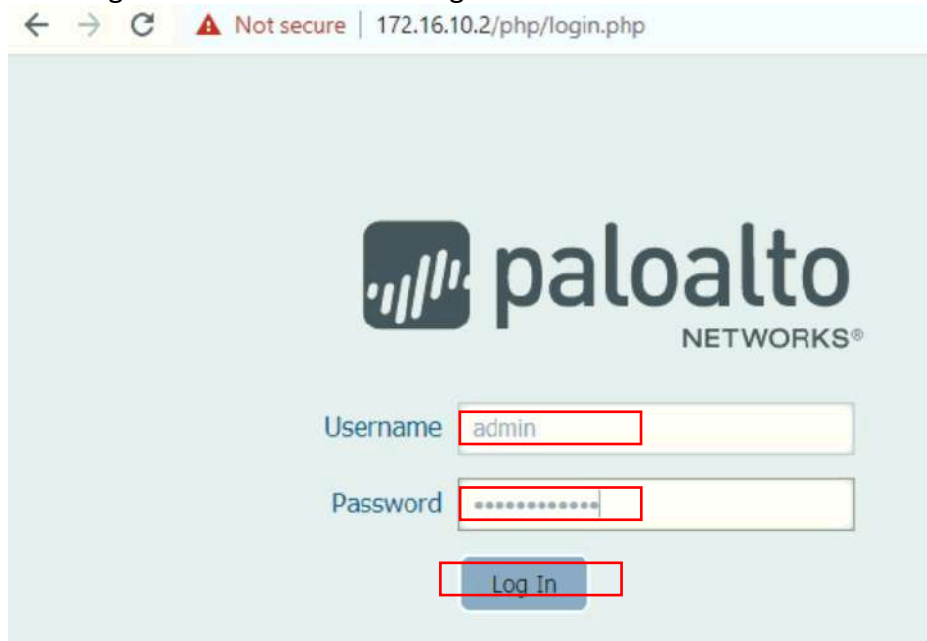 Not secure | 172.16.10.2/php/login.php
paloalto
NETWORKS®
Username admin
Password ••••••••••••
Log In